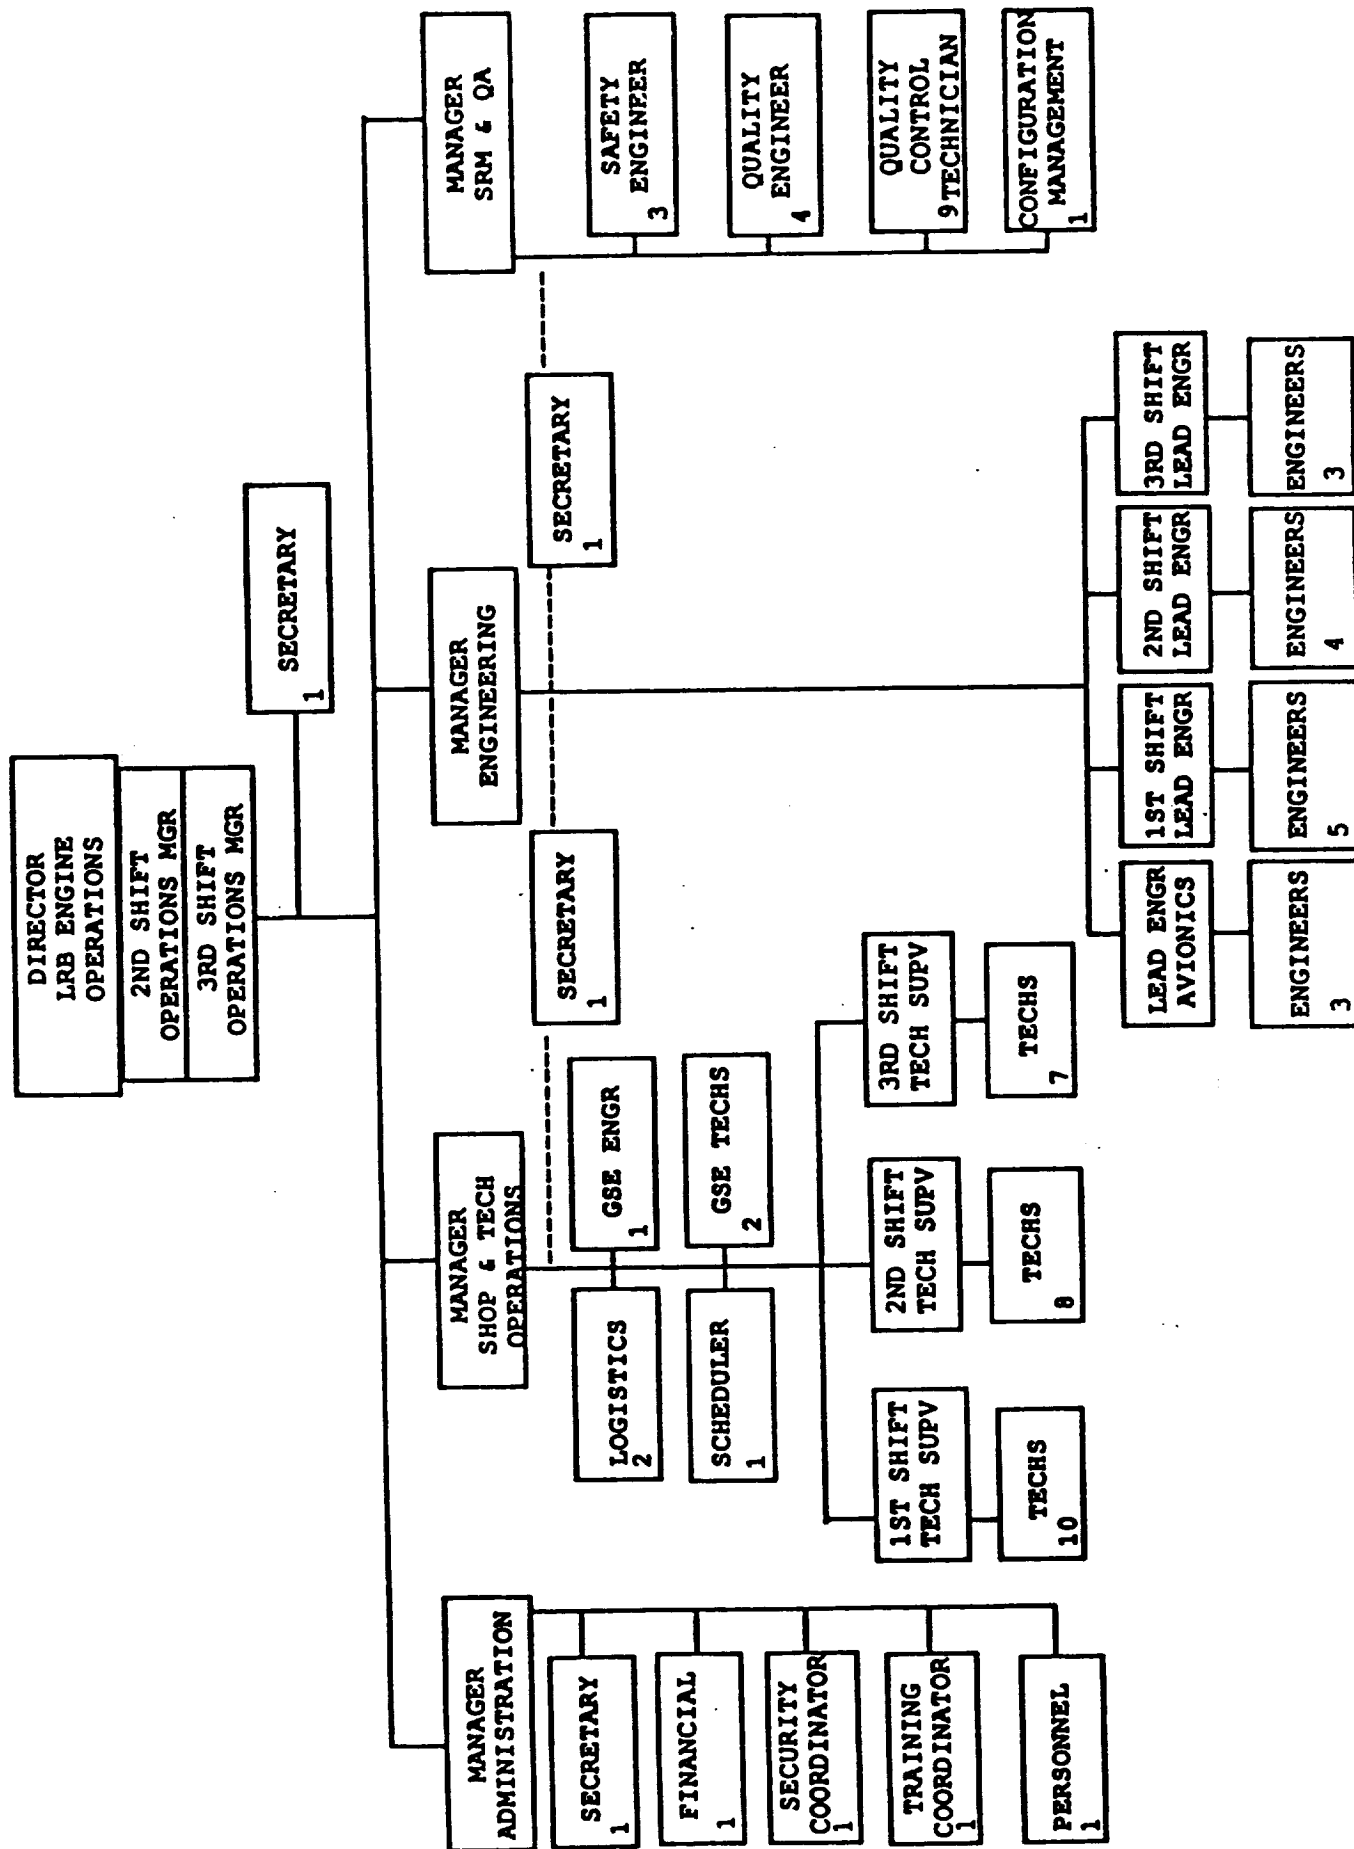 DIRECTOR
LRB ENGINE
OPERATIONS
2ND SHIFT
OPERATIONS MGR
3RD SHIFT
OPERATIONS MGR
SECRETARY
1
MANAGER
ADMINISTRATION
SECRETARY
1
FINANCIAL
1
SECURITY
COORDINATOR
1
TRAINING
COORDINATOR
1
PERSONNEL
1
MANAGER
SHOP & TECH
OPERATIONS
LOGISTICS
2
GSE ENGR
1
SCHEDULER
1
GSE TECHS
2
1ST SHIFT
TECH SUPV
TECHS
10
2ND SHIFT
TECH SUPV
TECHS
8
3RD SHIFT
TECH SUPV
TECHS
7
SECRETARY
1
MANAGER
ENGINEERING
LEAD ENGR
AVIONICS
ENGINEERS
3
1ST SHIFT
LEAD ENGR
ENGINEERS
5
2ND SHIFT
LEAD ENGR
ENGINEERS
4
3RD SHIFT
LEAD ENGR
ENGINEERS
3
SECRETARY
1
MANAGER
SRM & QA
SAFETY
ENGINEER
3
QUALITY
ENGINEER
4
QUALITY
CONTROL
9TECHNICIAN
CONFIGURATION
MANAGEMENT
1